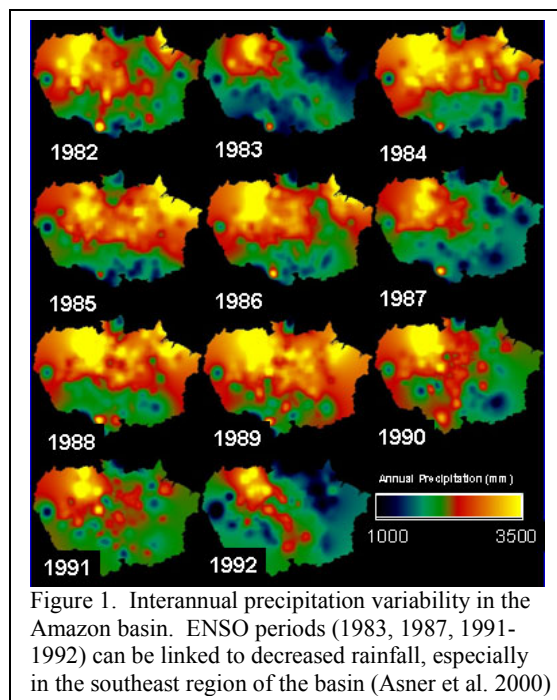 1982
1983
1984
1985
1986
1987
1988
1989
1990
1991
1992
Annual Precipitation (mm)
1000 3500
Figure 1. Interannual precipitation variability in the
Amazon basin. ENSO periods (1983, 1987, 1991-
1992) can be linked to decreased rainfall, especially
in the southeast region of the basin (Asner et al. 2000)